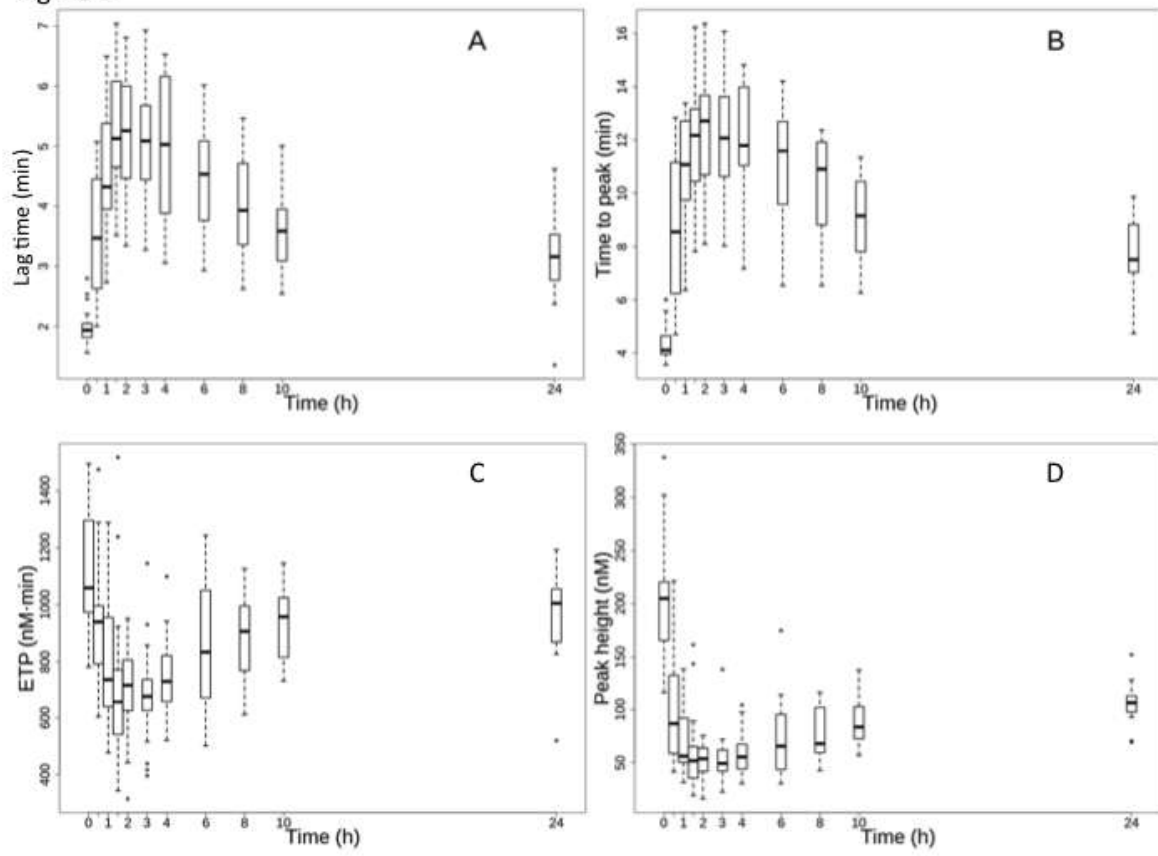 A
Lag time (min)
7
6
5
4
3
2
0 1 2 3 4 6 8 10 24
Time (h)
B
Time to peak (min)
16
14
12
10
8
6
4
0 1 2 3 4 6 8 10 24
Time (h)
C
ETP (nM·min)
1400
1200
1000
800
600
400
0 1 2 3 4 6 8 10 24
Time (h)
D
Peak height (nM)
350
300
250
200
150
100
50
0 1 2 3 4 6 8 10 24
Time (h)